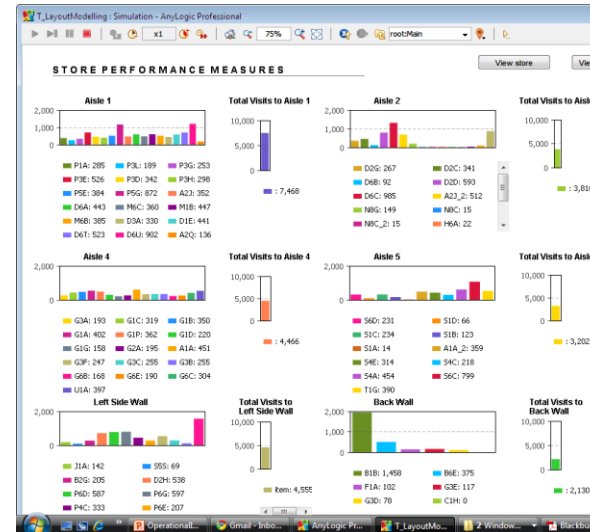 T_LayoutModelling : Simulation - AnyLogic Professional
x1 75% root:Main
View store
STORE PERFORMANCE MEASURES
Aisle 1
2,000
1,000
0
P1A: 285 P3L: 189 P3G: 253
P3E: 526 P3D: 342 P3H: 298
P5E: 384 P5G: 872 A2J: 352
D6A: 443 M6C: 360 M1B: 447
M6B: 385 D3A: 330 D1E: 441
D6T: 523 D6U: 902 A2Q: 136
Total Visits to Aisle 1
10,000
5,000
0
: 7,468
Aisle 2
2,000
1,000
0
D2G: 267 D2C: 341
D6B: 92 D2D: 593
D6C: 985 A2J_2: 512
N8G: 149 N8C: 15
N8C_2: 15 H6A: 22
Total Visits to Aisle
10,000
5,000
0
Aisle 4
2,000
0
G3A: 193 G1C: 319 G1B: 350
G1A: 402 G1P: 362 G1D: 220
G1G: 158 G2A: 195 A1A: 451
G3F: 247 G3C: 255 G3B: 255
G6B: 168 G6E: 190 G6C: 304
U1A: 397
Total Visits to Aisle 4
10,000
5,000
0
: 4,466
Aisle 5
2,000
0
S6D: 231 S1D: 66
S1C: 234 S1B: 123
S1A: 14 A1A_2: 359
S4E: 314 S4C: 218
S4A: 454 S6C: 799
T1G: 390
Total Visits to Aisle
10,000
5,000
0
: 3,202
Left Side Wall
2,000
0
J1A: 142 S5S: 69
B2G: 205 D2H: 538
P6D: 587 P6G: 597
P4C: 333 P6E: 207
Total Visits to
Left Side Wall
10,000
5,000
0
item: 4,555
Back Wall
2,000
0
B1B: 1,458 B6E: 375
F1A: 102 G3E: 117
G3D: 78 C1H: 0
Total Visits to
Back Wall
10,000
5,000
0
: 2,130
Operationall... Gmail - Inbo... AnyLogic Pr... T_LayoutMo... 2 Window... Blackbu